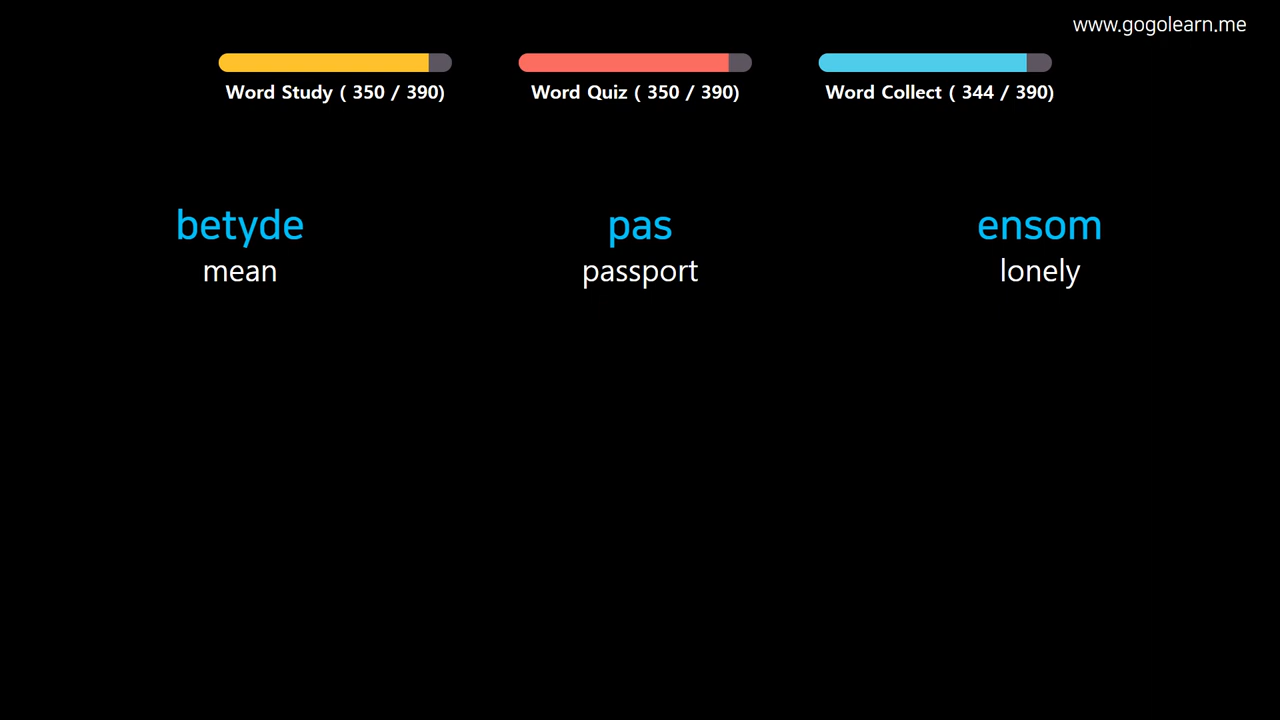 www.gogolearn.me
Word Study ( 350 / 390)
Word Quiz ( 350 / 390)
Word Collect ( 344 / 390)
betyde
mean
pas
passport
ensom
lonely